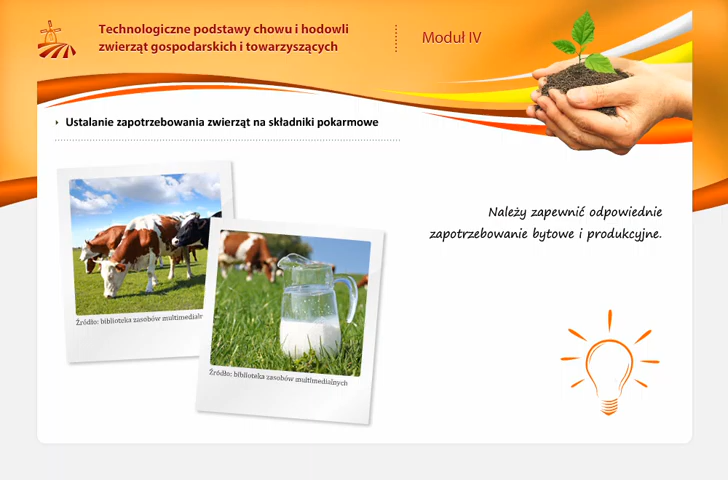 Technologiczne podstawy chowu i hodowli
zwierząt gospodarskich i towarzyszących
Moduł IV
Ustalanie zapotrzebowania zwierząt na składniki pokarmowe
Należy zapewnić odpowiednie
zapotrzebowanie bytowe i produkcyjne.
Źródło: biblioteka zasobów multimedialn
Źródło: biblioteka zasobów multimedialnych